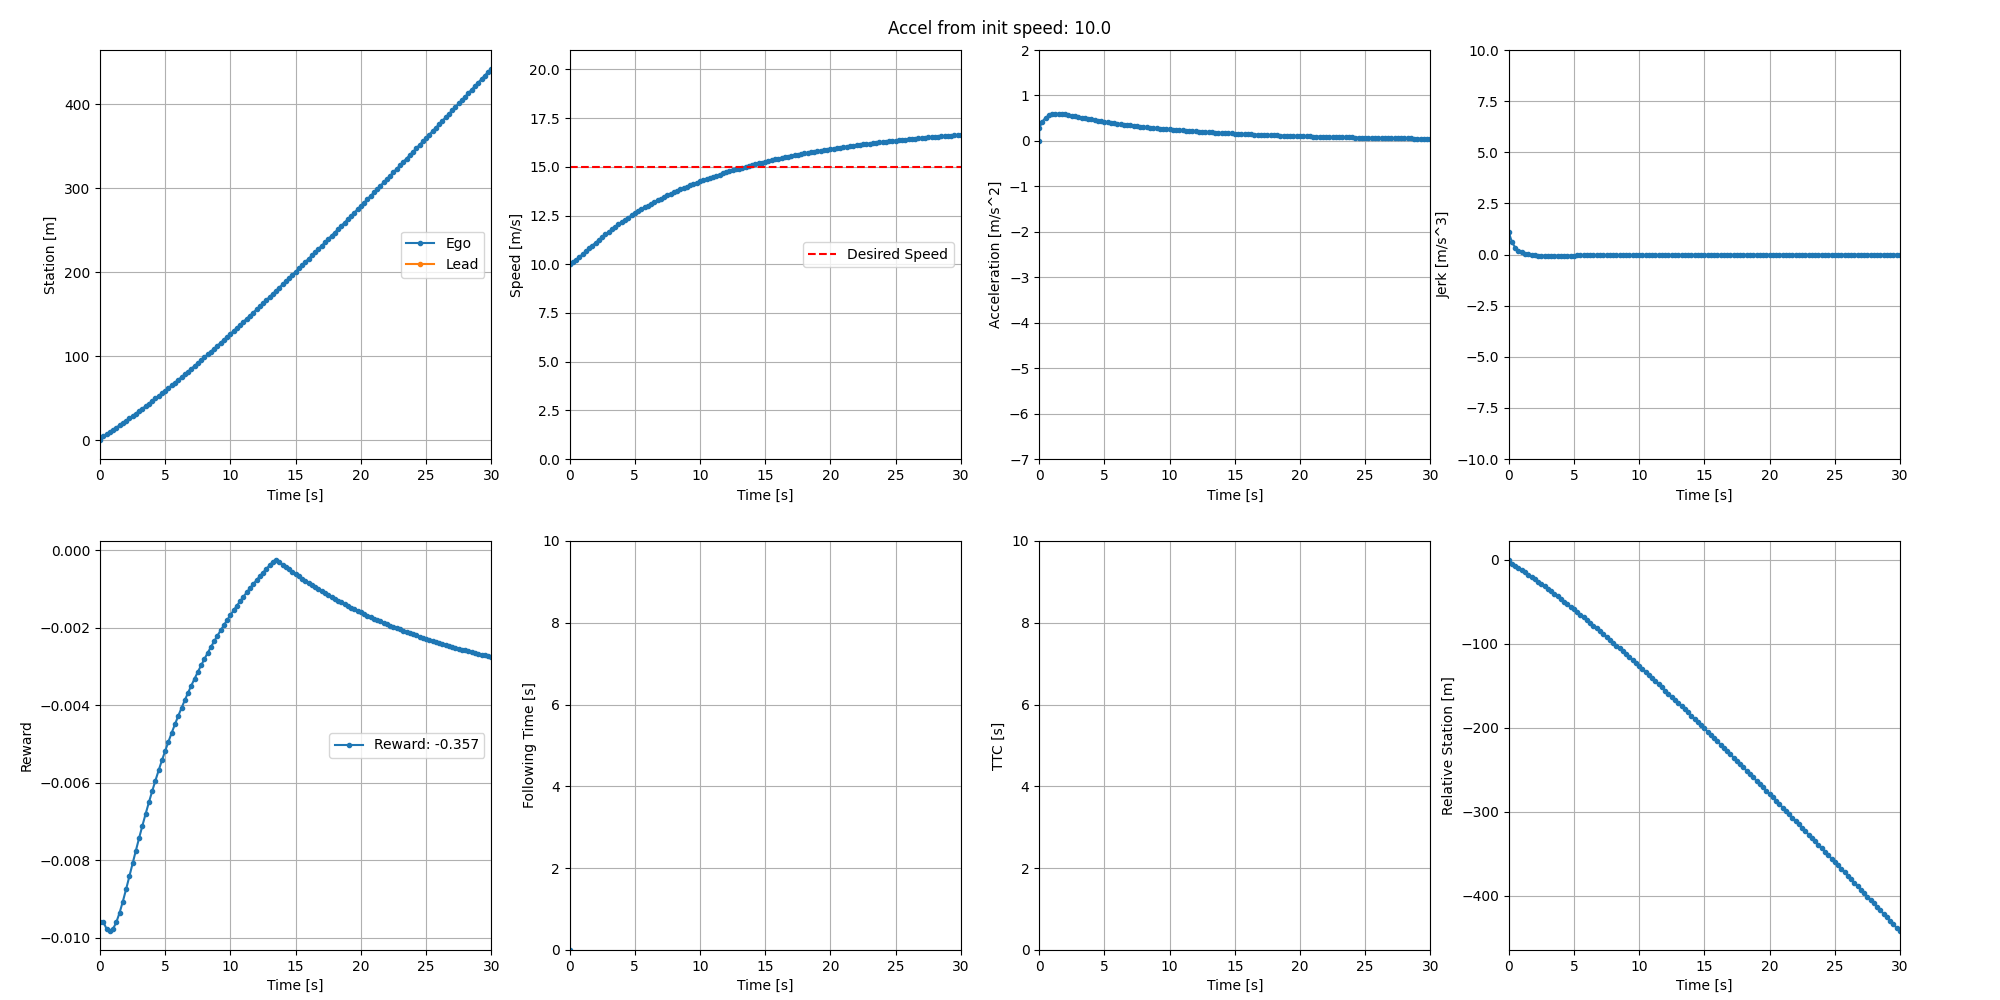 Accel from init speed: 10.0
Station [m]
400
300
200
100
0
Ego
Lead
0 5 10 15 20 25 30
Time [s]
Speed [m/s]
20.0
17.5
15.0
12.5
10.0
7.5
5.0
2.5
0.0
Desired Speed
0 5 10 15 20 25 30
Time [s]
Acceleration [m/s^2]
2
1
0
−1
−2
−3
−4
−5
−6
−7
0 5 10 15 20 25 30
Time [s]
Jerk [m/s^3]
10.0
7.5
5.0
2.5
0.0
−2.5
−5.0
−7.5
−10.0
0 5 10 15 20 25 30
Time [s]
Reward
0.000
−0.002
−0.004
−0.006
−0.008
−0.010
Reward: -0.357
0 5 10 15 20 25 30
Time [s]
Following Time [s]
10
8
6
4
2
0
0 5 10 15 20 25 30
Time [s]
TTC [s]
10
8
6
4
2
0
0 5 10 15 20 25 30
Time [s]
Relative Station [m]
0
−100
−200
−300
−400
0 5 10 15 20 25 30
Time [s]